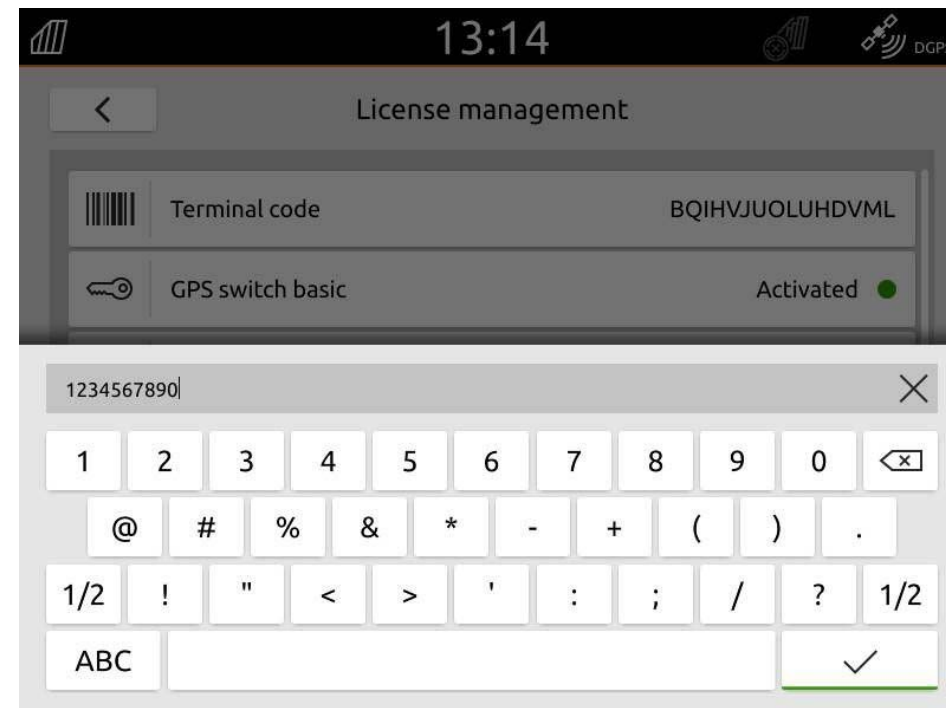 13:14
DGP
License management
Terminal code BQIHVJUOLUHDVML
GPS switch basic Activated
1234567890
1 2 3 4 5 6 7 8 9 0
@ # % & * - + ( ) .
1/2 ! " < > ' : ; / ? 1/2
ABC